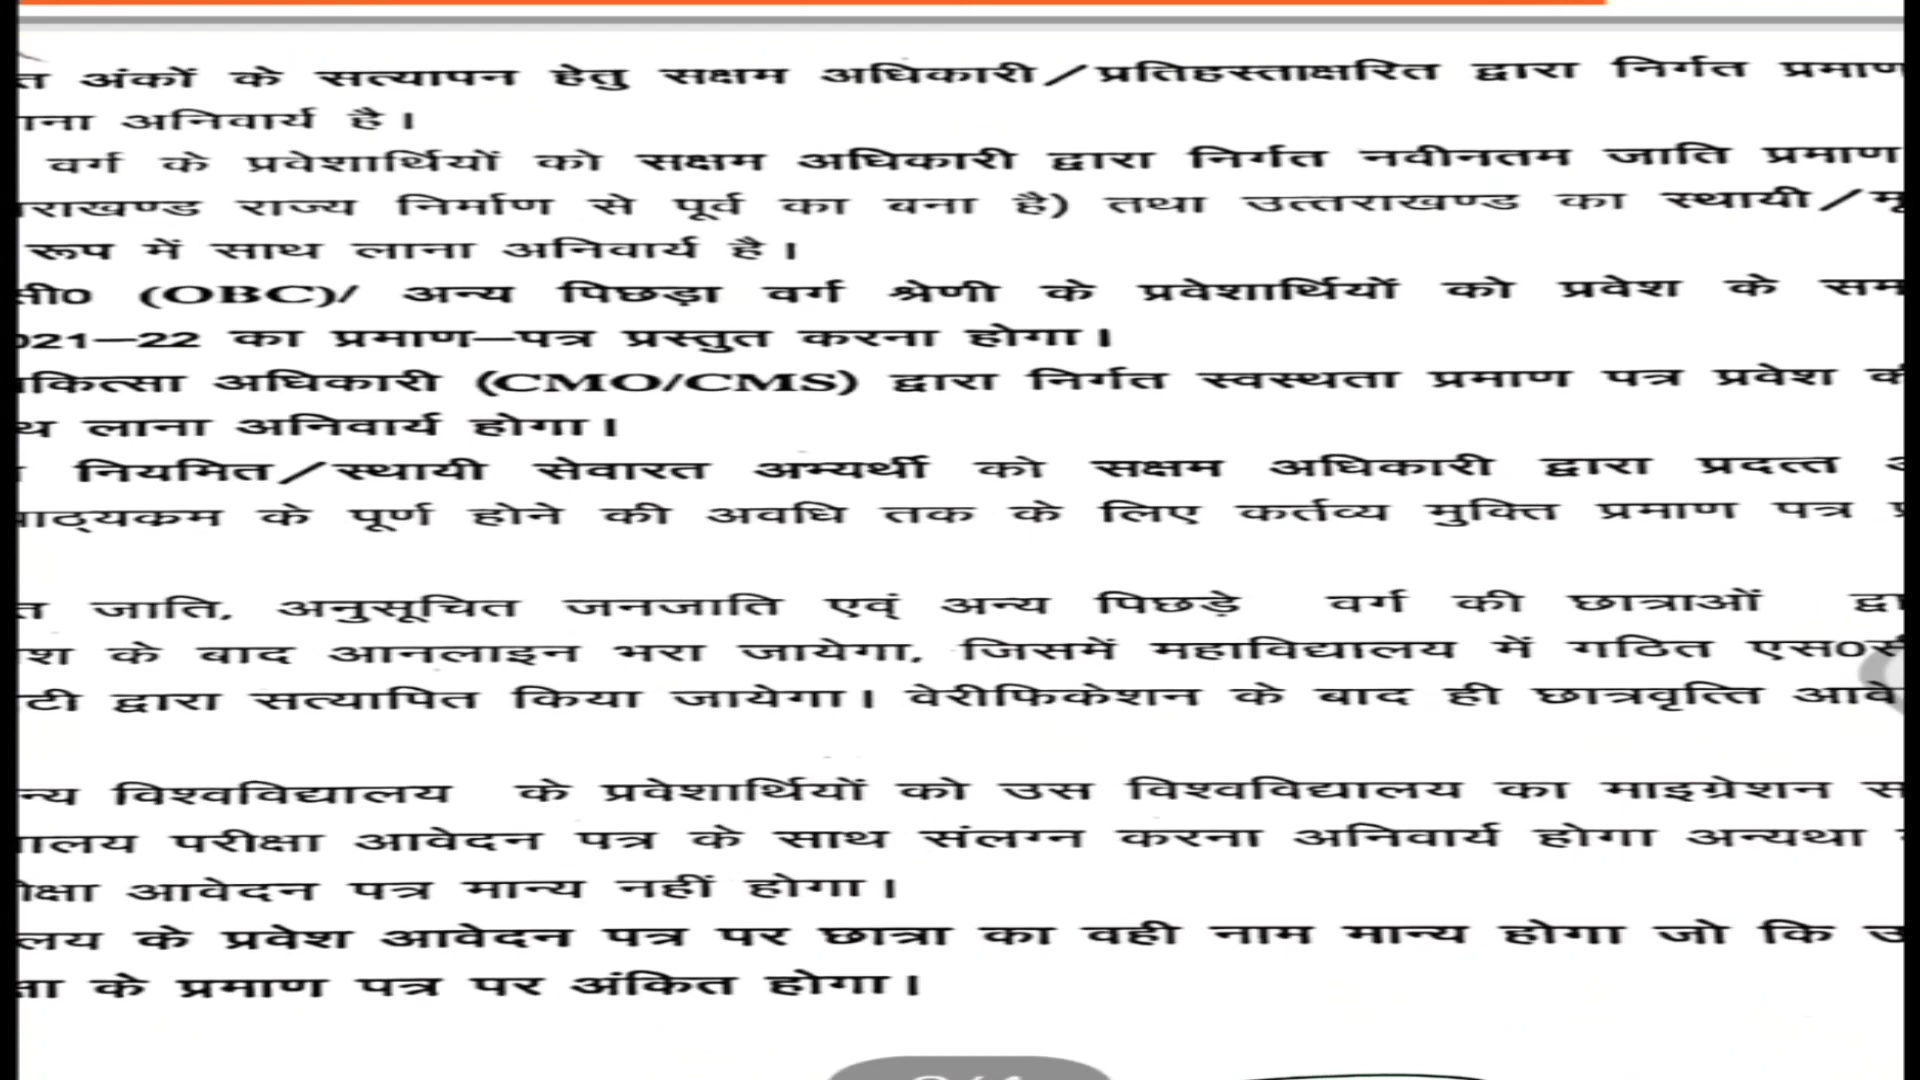 त अंकों के सत्यापन हेतु सक्षम अधिकारी/प्रतिहस्ताक्षरित द्वारा निर्गत प्रमाण
ाना अनिवार्य है।
वर्ग के प्रवेशार्थियों को सक्षम अधिकारी द्वारा निर्गत नवीनतम जाति प्रमाण
राखण्ड राज्य निर्माण से पूर्व का बना है) तथा उत्तराखण्ड का स्थायी/मू
रूप में साथ लाना अनिवार्य है।
सी0 (OBC)/ अन्य पिछड़ा वर्ग श्रेणी के प्रवेशार्थियों को प्रवेश के सम
021–22 का प्रमाण–पत्र प्रस्तुत करना होगा।
कित्सा अधिकारी (CMO/CMS) द्वारा निर्गत स्वस्थता प्रमाण पत्र प्रवेश की
थ लाना अनिवार्य होगा।
नियमित/स्थायी सेवारत अभ्यर्थी को सक्षम अधिकारी द्वारा प्रदत्त
पाठ्यकम के पूर्ण होने की अवधि तक के लिए कर्तव्य मुक्ति प्रमाण पत्र
त जाति, अनुसूचित जनजाति एवं अन्य पिछड़े वर्ग की छात्राओं द्वा
श के बाद आनलाइन भरा जायेगा, जिसमें महाविद्यालय में गठित एस0सी
टी द्वारा सत्यापित किया जायेगा। वेरीफिकेशन के बाद ही छात्रवृत्ति आवे
न्य विश्वविद्यालय के प्रवेशार्थियों को उस विश्वविद्यालय का माइग्रेशन स
ालय परीक्षा आवेदन पत्र के साथ संलग्न करना अनिवार्य होगा अन्यथा
क्षा आवेदन पत्र मान्य नहीं होगा।
लय के प्रवेश आवेदन पत्र पर छात्रा का वही नाम मान्य होगा जो कि उ
ा के प्रमाण पत्र पर अंकित होगा।